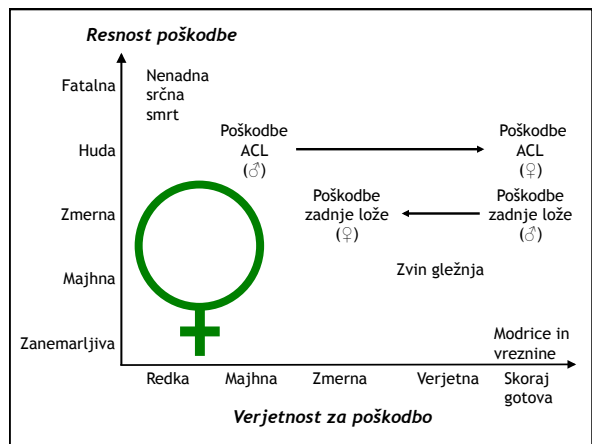 Resnost poškodbe
Fatalna
Huda
Zmerna
Majhna
Zanemarljiva
Nenadna
srčna
smrt
Poškodbe
ACL
(♂)
Poškodbe
ACL
(♀)
Poškodbe
zadnje lože
(♀)
Poškodbe
zadnje lože
(♂)
Zvin gležnja
Modrice in
vreznine
Redka
Majhna
Zmerna
Verjetna
Skoraj
gotova
Verjetnost za poškodbo